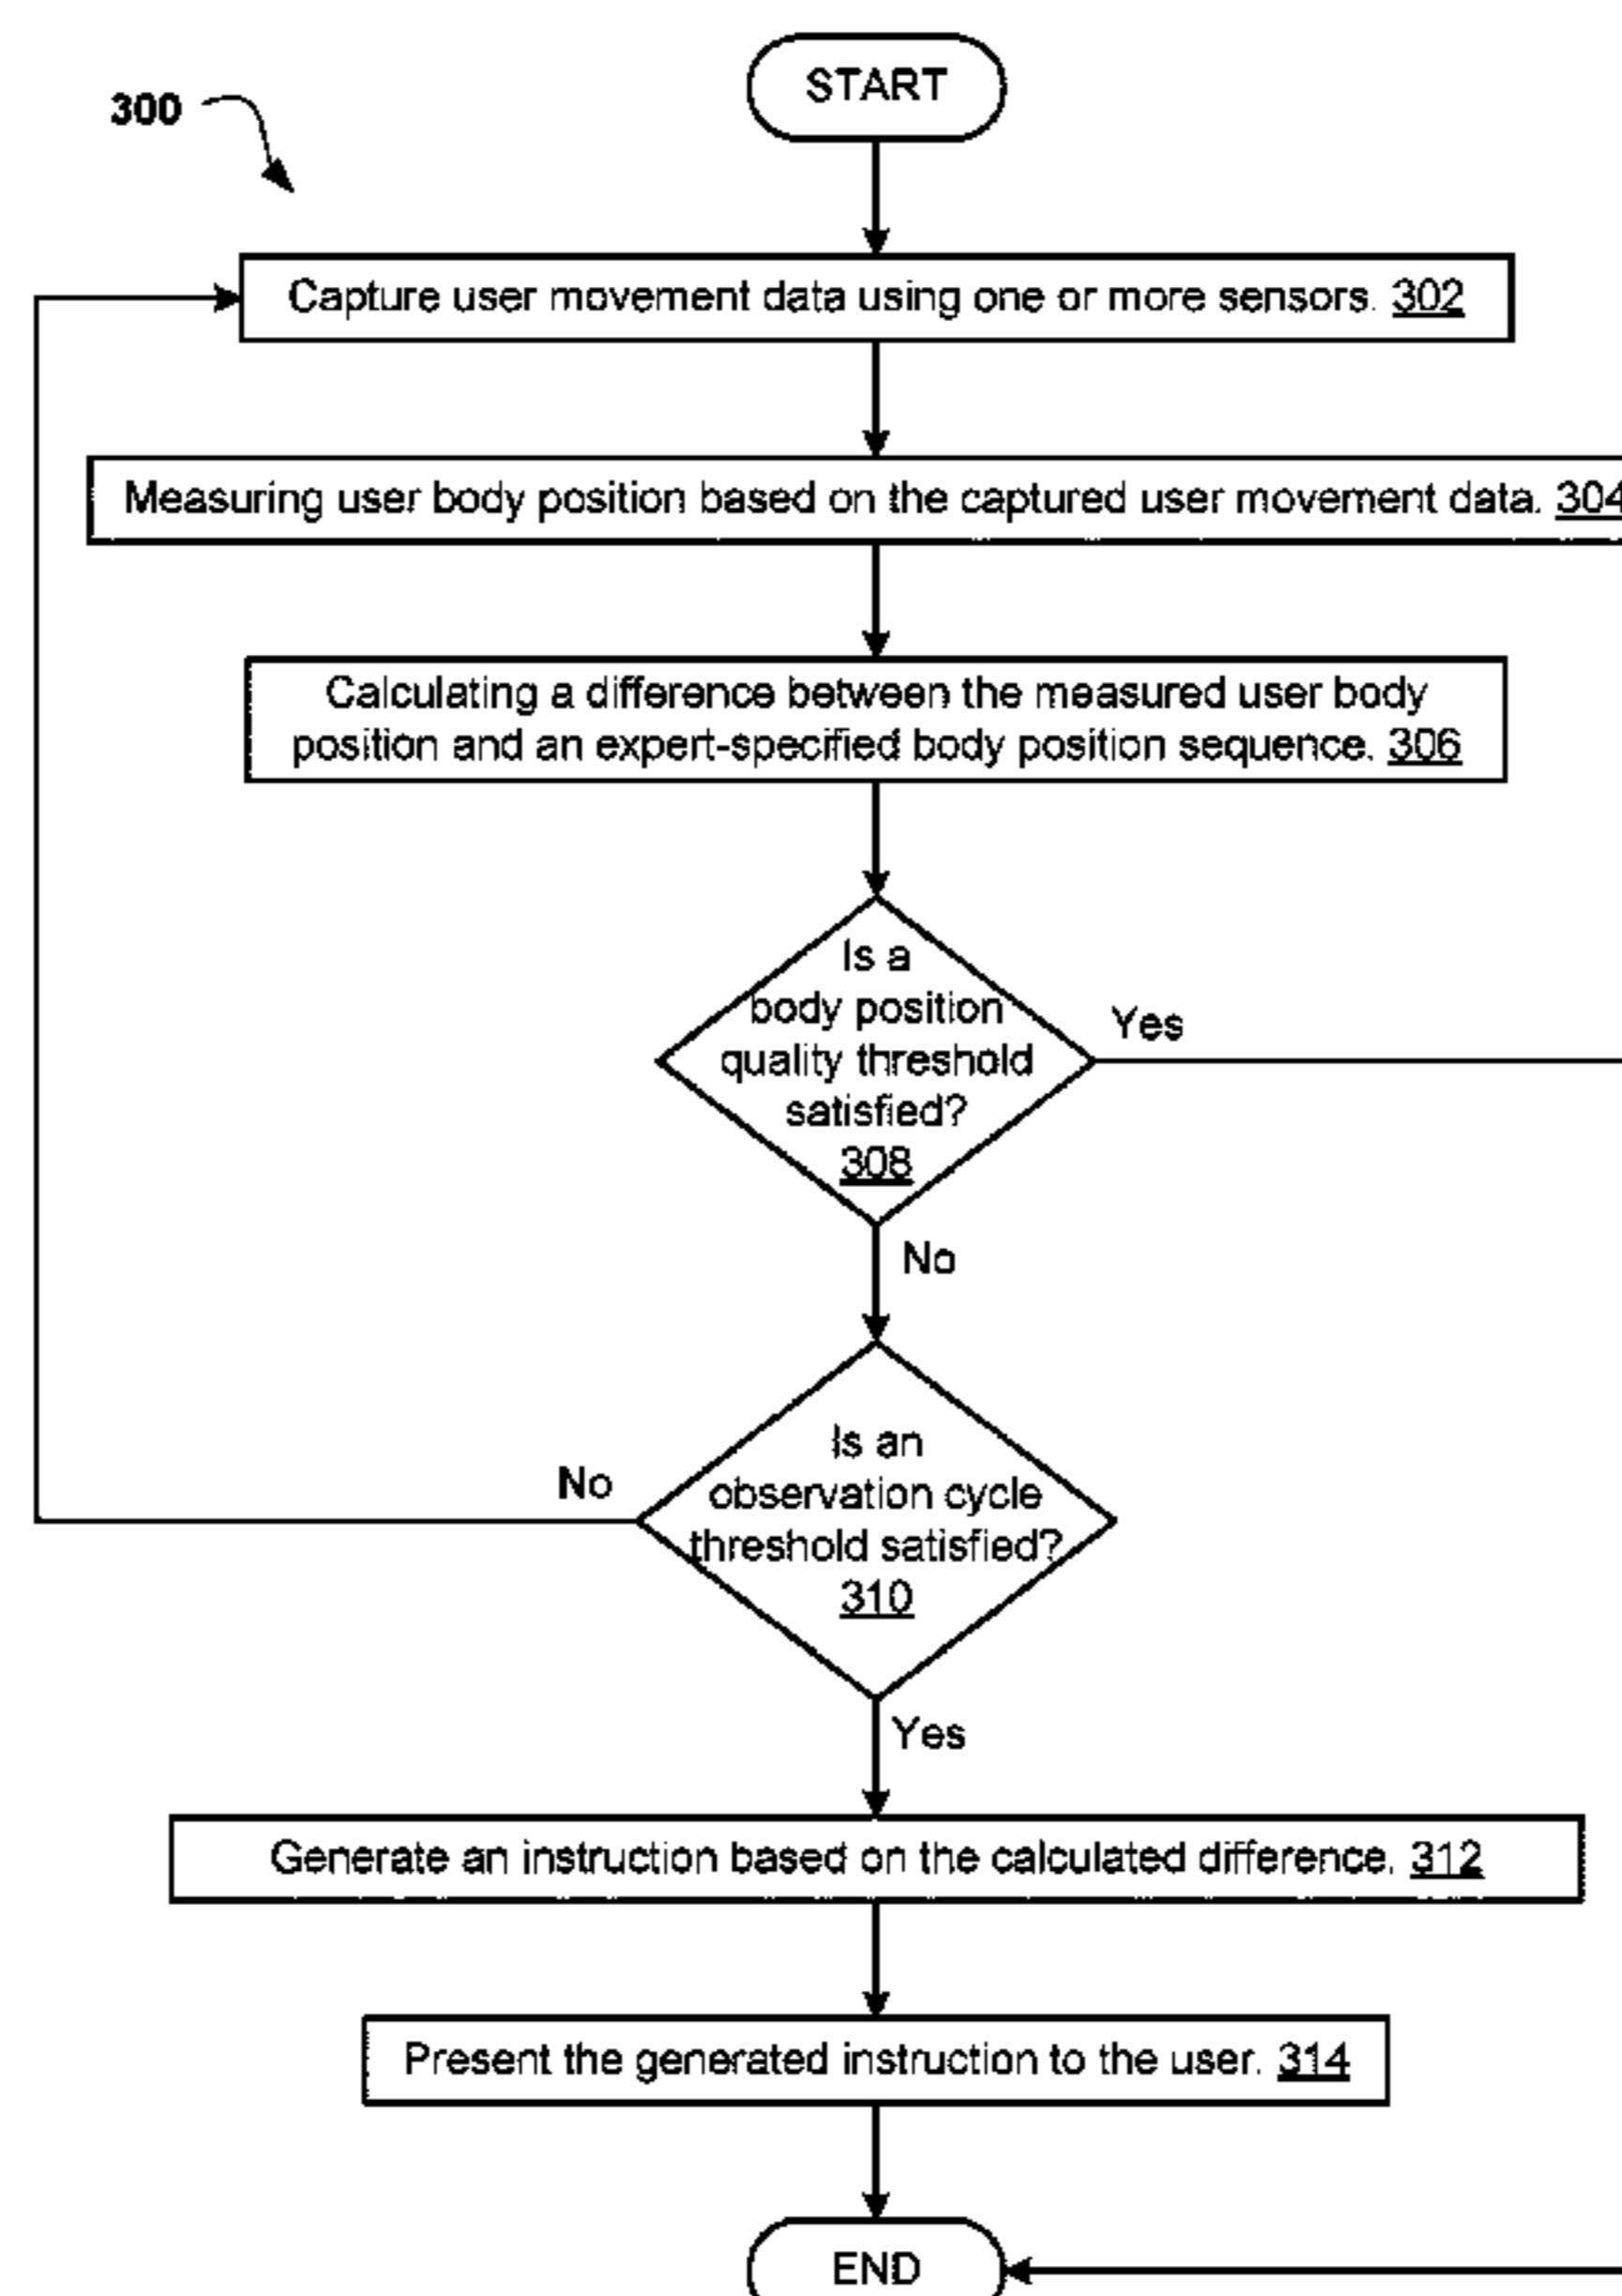 START
300
Capture user movement data using one or more sensors. 302
Measuring user body position based on the captured user movement data. 304
Calculating a difference between the measured user body
position and an expert-specified body position sequence. 306
Is a
body position
quality threshold
satisfied?
308
Yes
No
Is an
observation cycle
threshold satisfied?
310
No
Yes
Generate an instruction based on the calculated difference. 312
Present the generated instruction to the user. 314
END